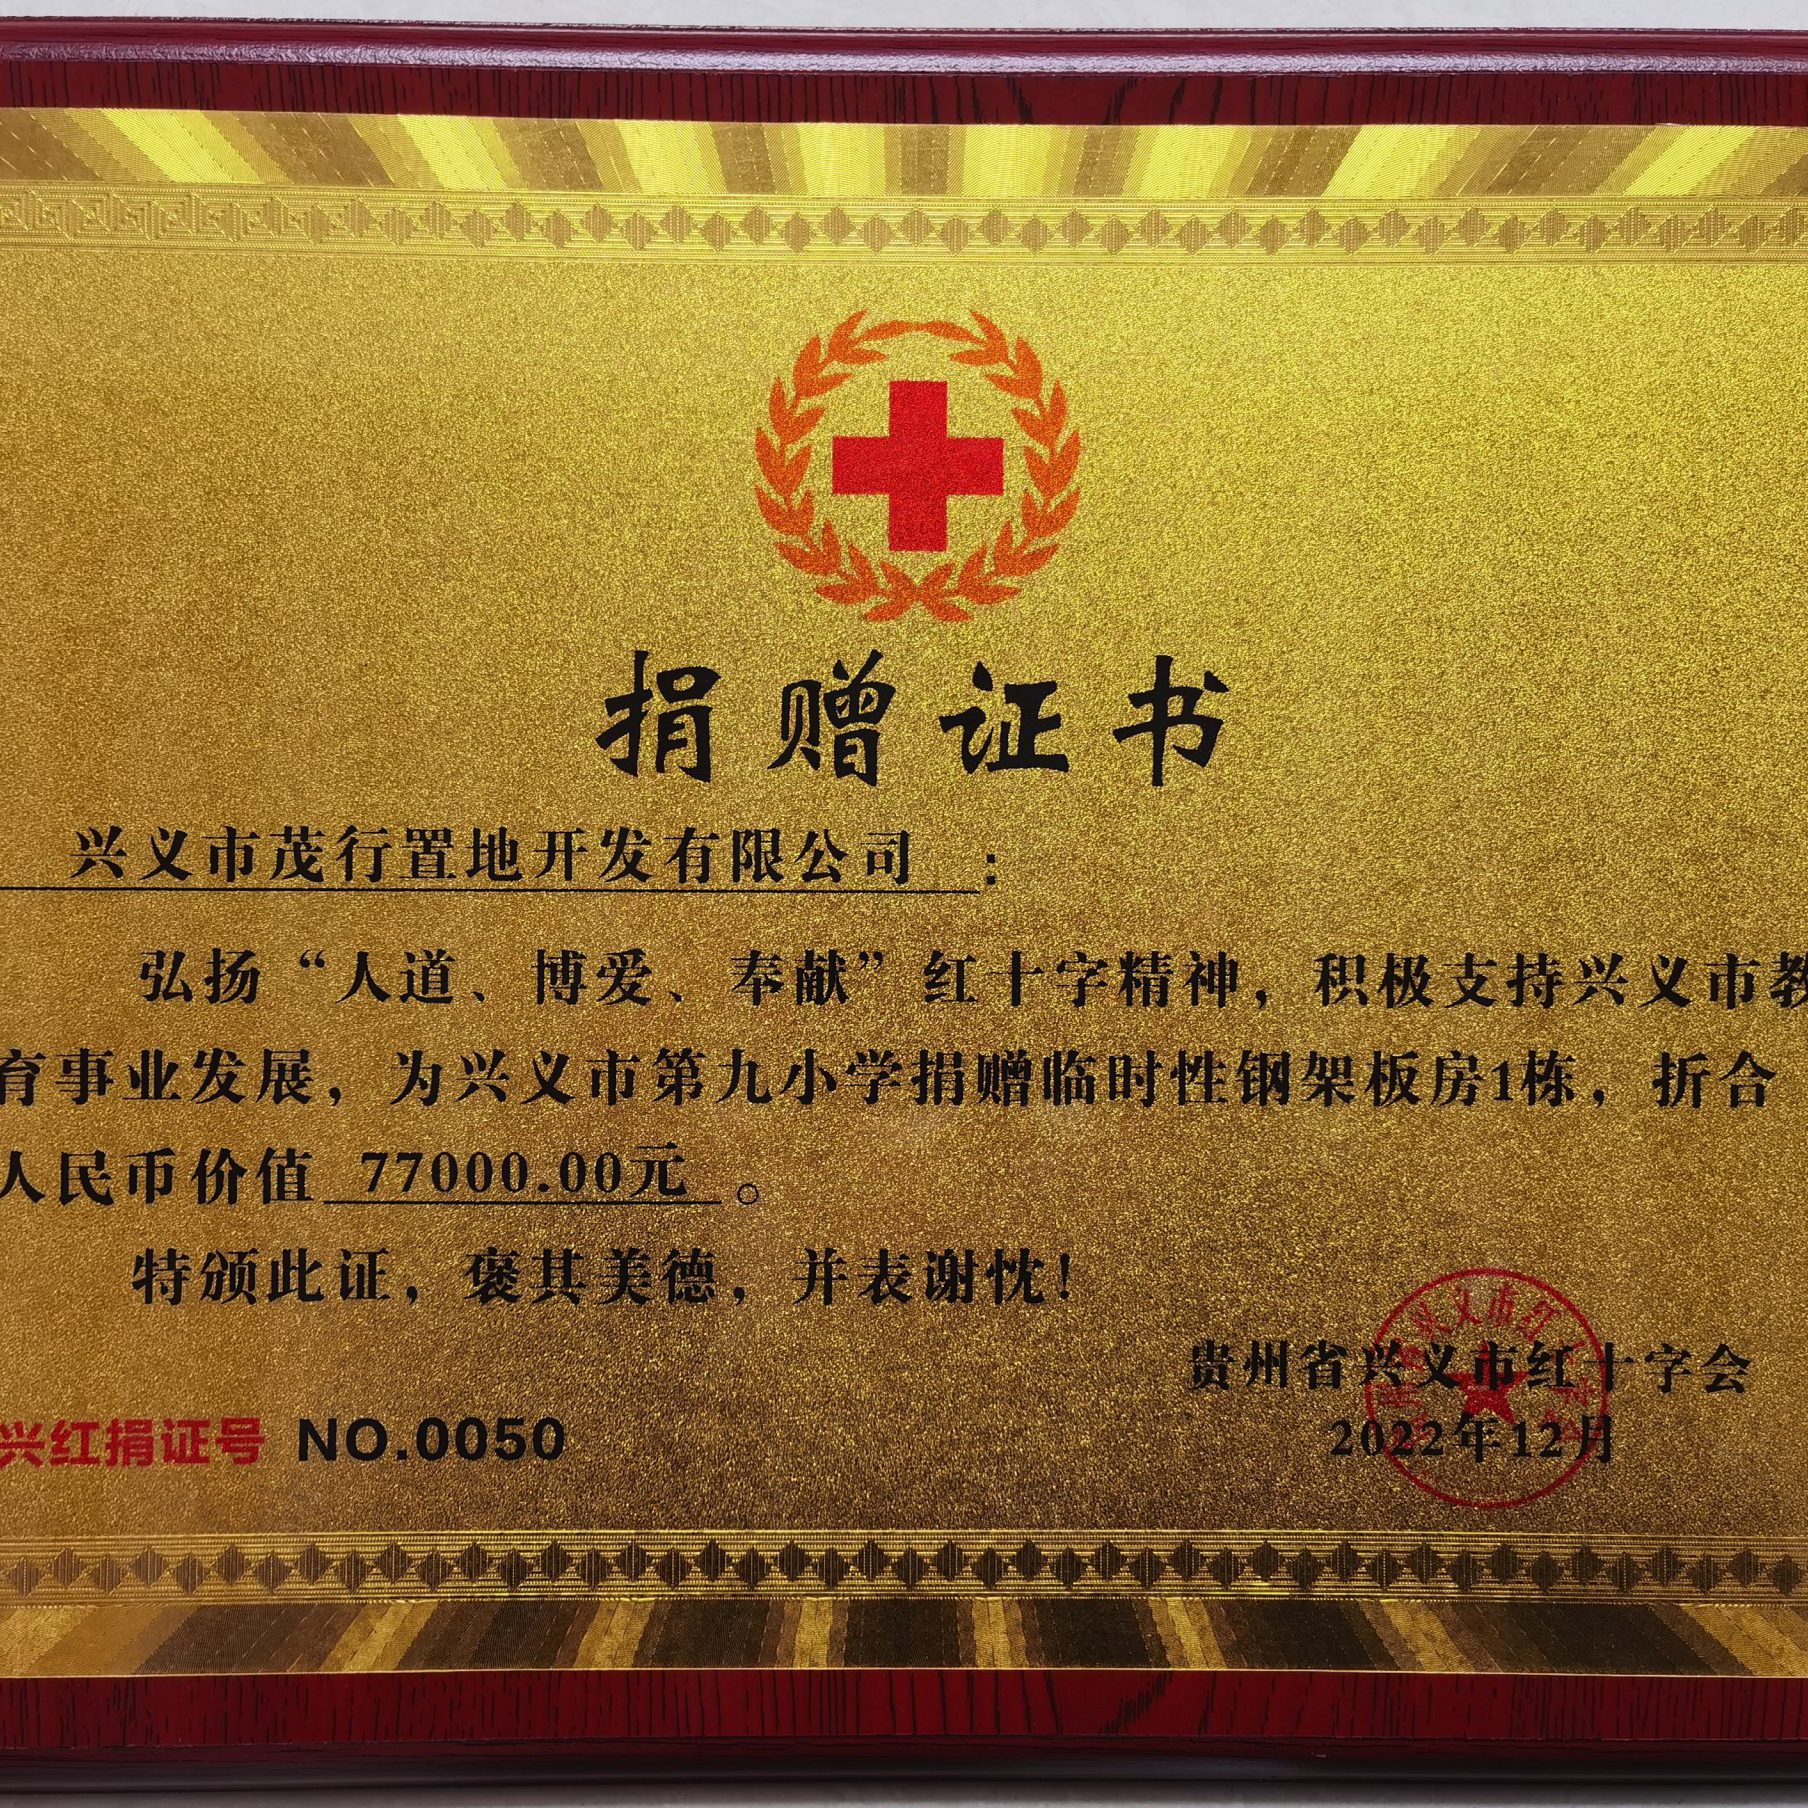 捐赠证书
兴义市茂行置地开发有限公司：
弘扬“人道、博爱、奉献”红十字精神，积极支持兴义市教
育事业发展，为兴义市第九小学捐赠临时性钢架板房1栋，折合
人民币价值 77000.00元 。
特颁此证，褒其美德，并表谢忱！
贵州省兴义市红十字会
兴红捐证号 NO.0050
2022年12月